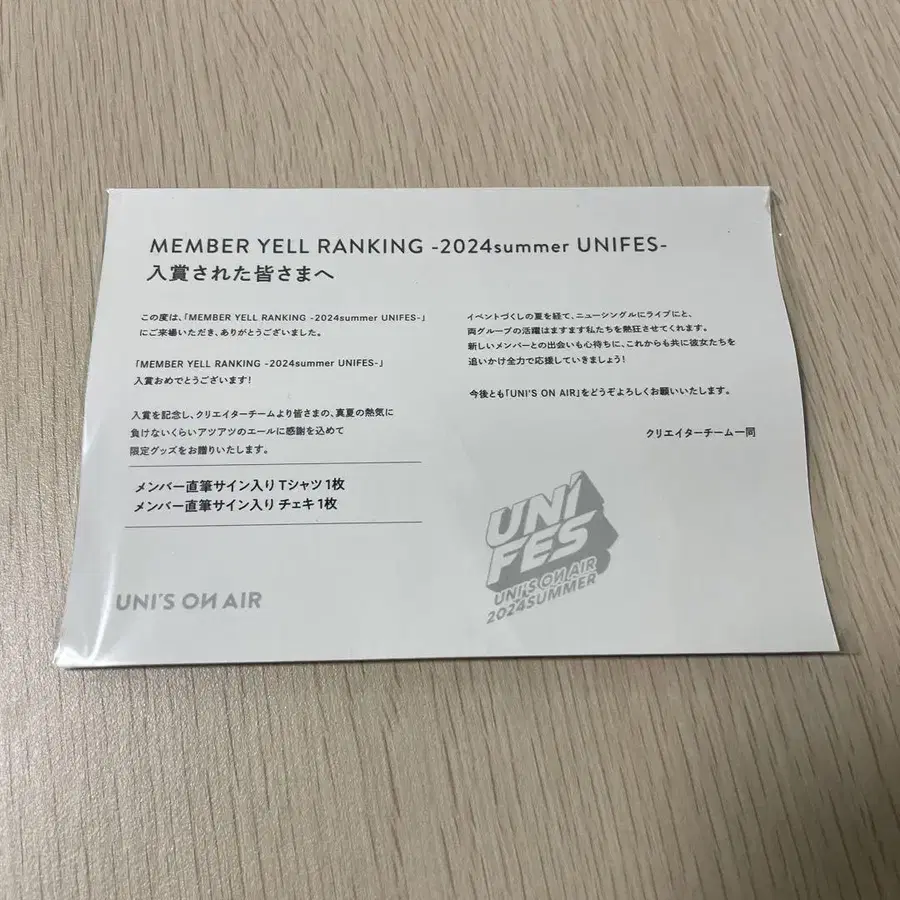 MEMBER YELL RANKING -2024summer UNIFES-
入賞された皆さまへ
この度は、「MEMBER YELL RANKING -2024summer UNIFES-」
にご来場いただき、ありがとうございました。
「MEMBER YELL RANKING -2024summer UNIFES-」
入賞おめでとうございます!
入賞を記念し、クリエイターチームより皆さまの、真夏の熱気に
負けないくらいアツアツのエールに感謝を込めて
限定グッズをお贈りいたします。
メンバー直筆サイン入り Tシャツ 1枚
メンバー直筆サイン入り チェキ 1枚
UNI'S ON AIR
イベントづくしの夏を経て、ニューシングルにライブにと、
両グループの活躍はますます私たちを熱狂させてくれます。
新しいメンバーとの出会いも心待ちに、これからも共に彼女たちを
追いかけ全力で応援していきましょう!
今後とも「UNI'S ON AIR」をどうぞよろしくお願いいたします。
クリエイターチーム一同
UNI
FES
UNI'S ON AIR
2024SUMMER